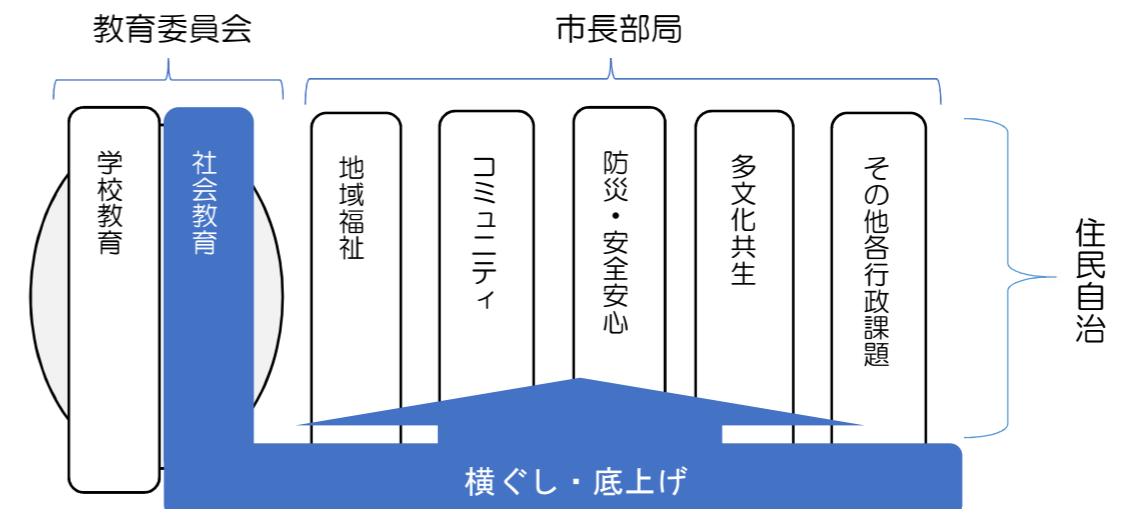 教育委員会
市長部局
学校教育
社会教育
地域福祉
コミュニティ
防災・安全安心
多文化共生
その他各行政課題
住民自治
横ぐし・底上げ